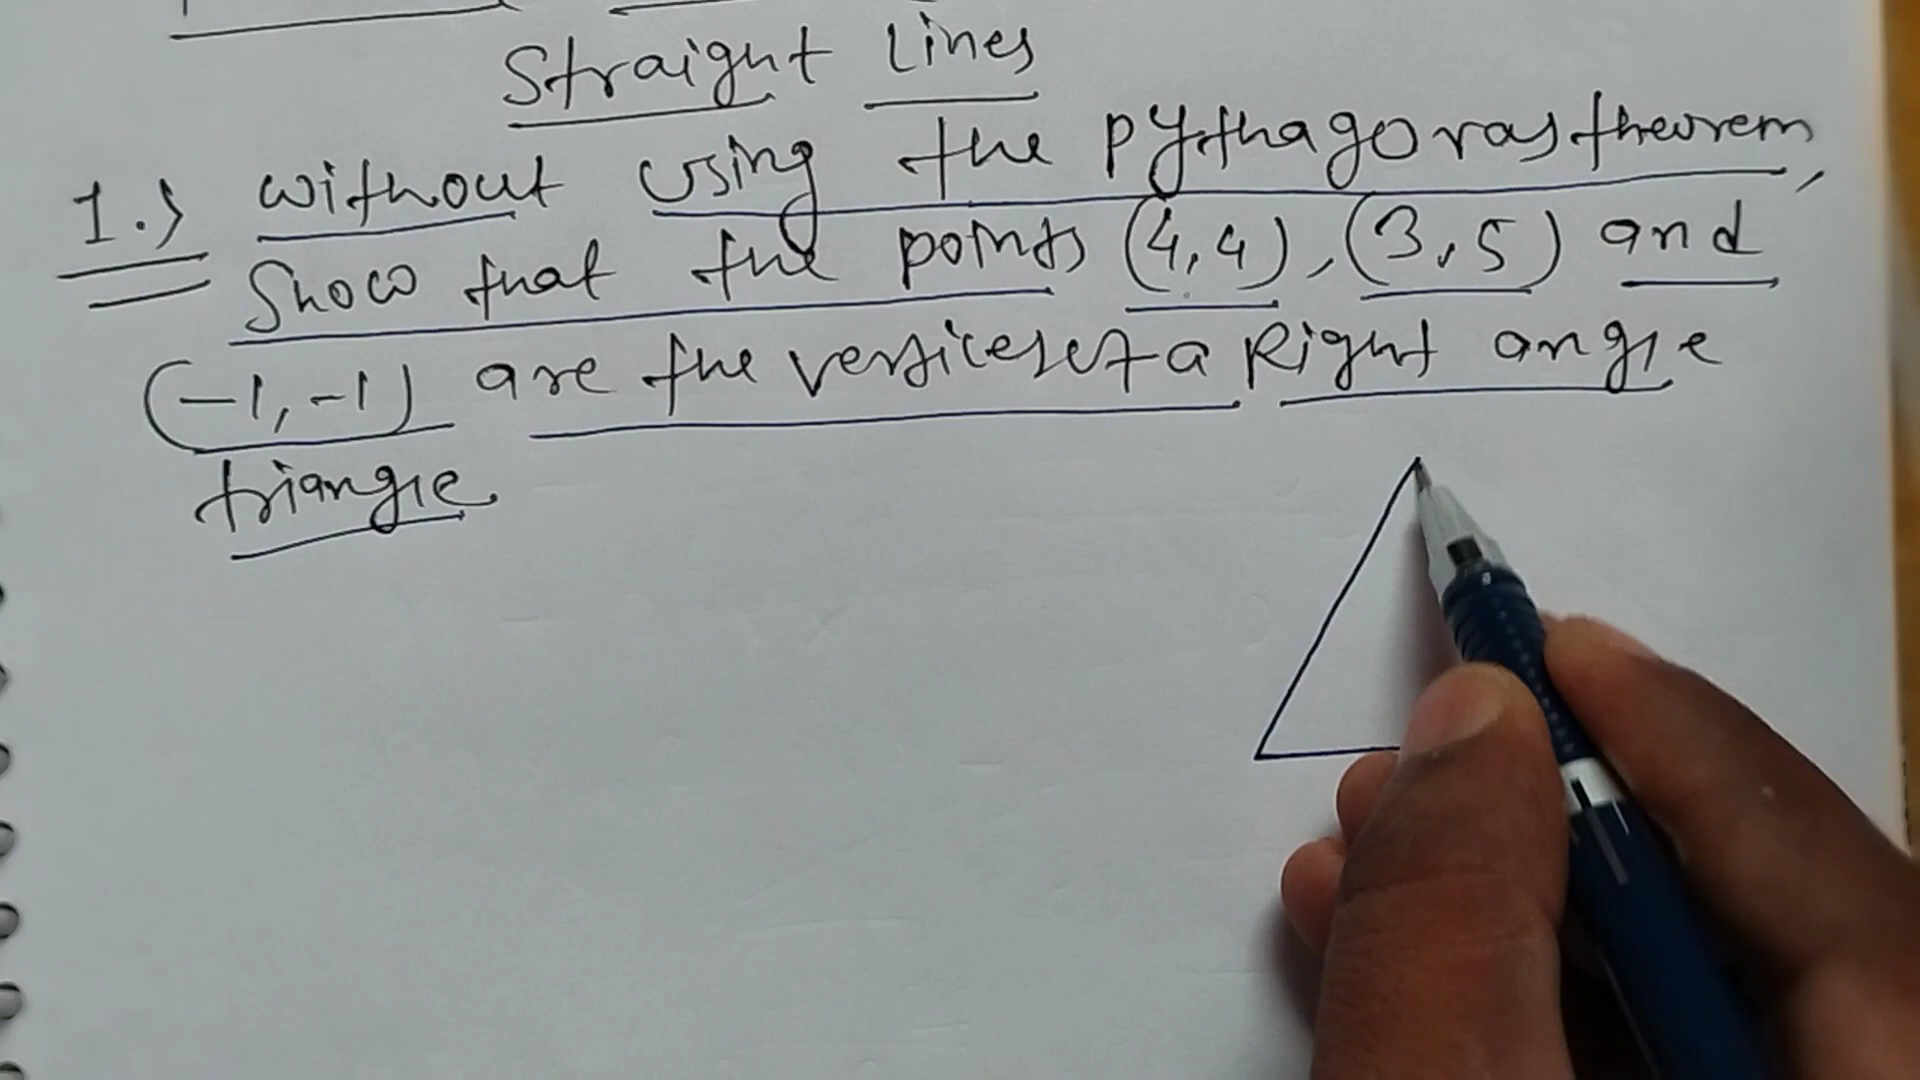 Straight Lines
1.> without using the pythagoras theorem,
Show that the points (4,4), (3,5) and
(-1,-1) are the vertices of a Right angle
triangle.